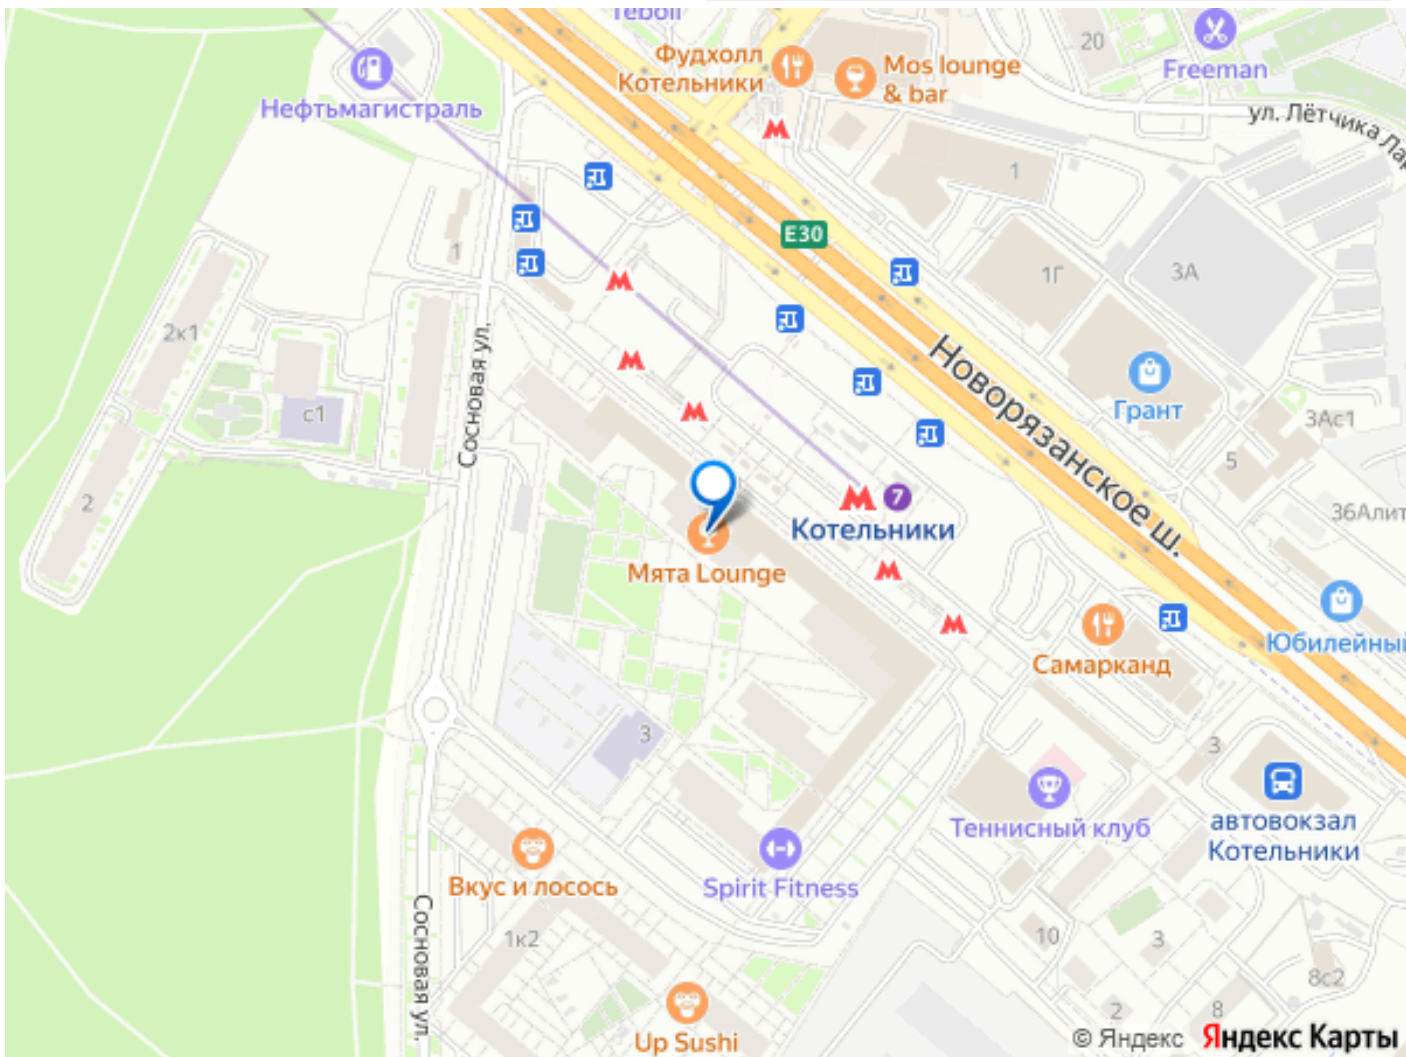 Teboil
Фудхолл
Котельники
Mos lounge
& bar
20
Freeman
Нефтьмагистраль
ул. Лётчика Лар
1
E30
1
1Г
3А
2к1
Сосновая ул.
с1
Новорязанское ш.
Грант
3Ас1
5
2
36Алит
7
Котельники
Мята Lounge
Самарканд
Юбилейный
3
3
Теннисный клуб
автовокзал
Котельники
Вкус и лосось
Spirit Fitness
Сосновая ул.
1к2
10
3
8с2
2
8
Up Sushi
© Яндекс Яндекс Карты